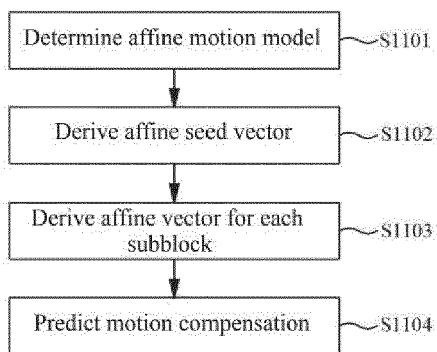 Determine affine motion model
S1101
Derive affine seed vector
S1102
Derive affine vector for each
subblock
S1103
Predict motion compensation
S1104